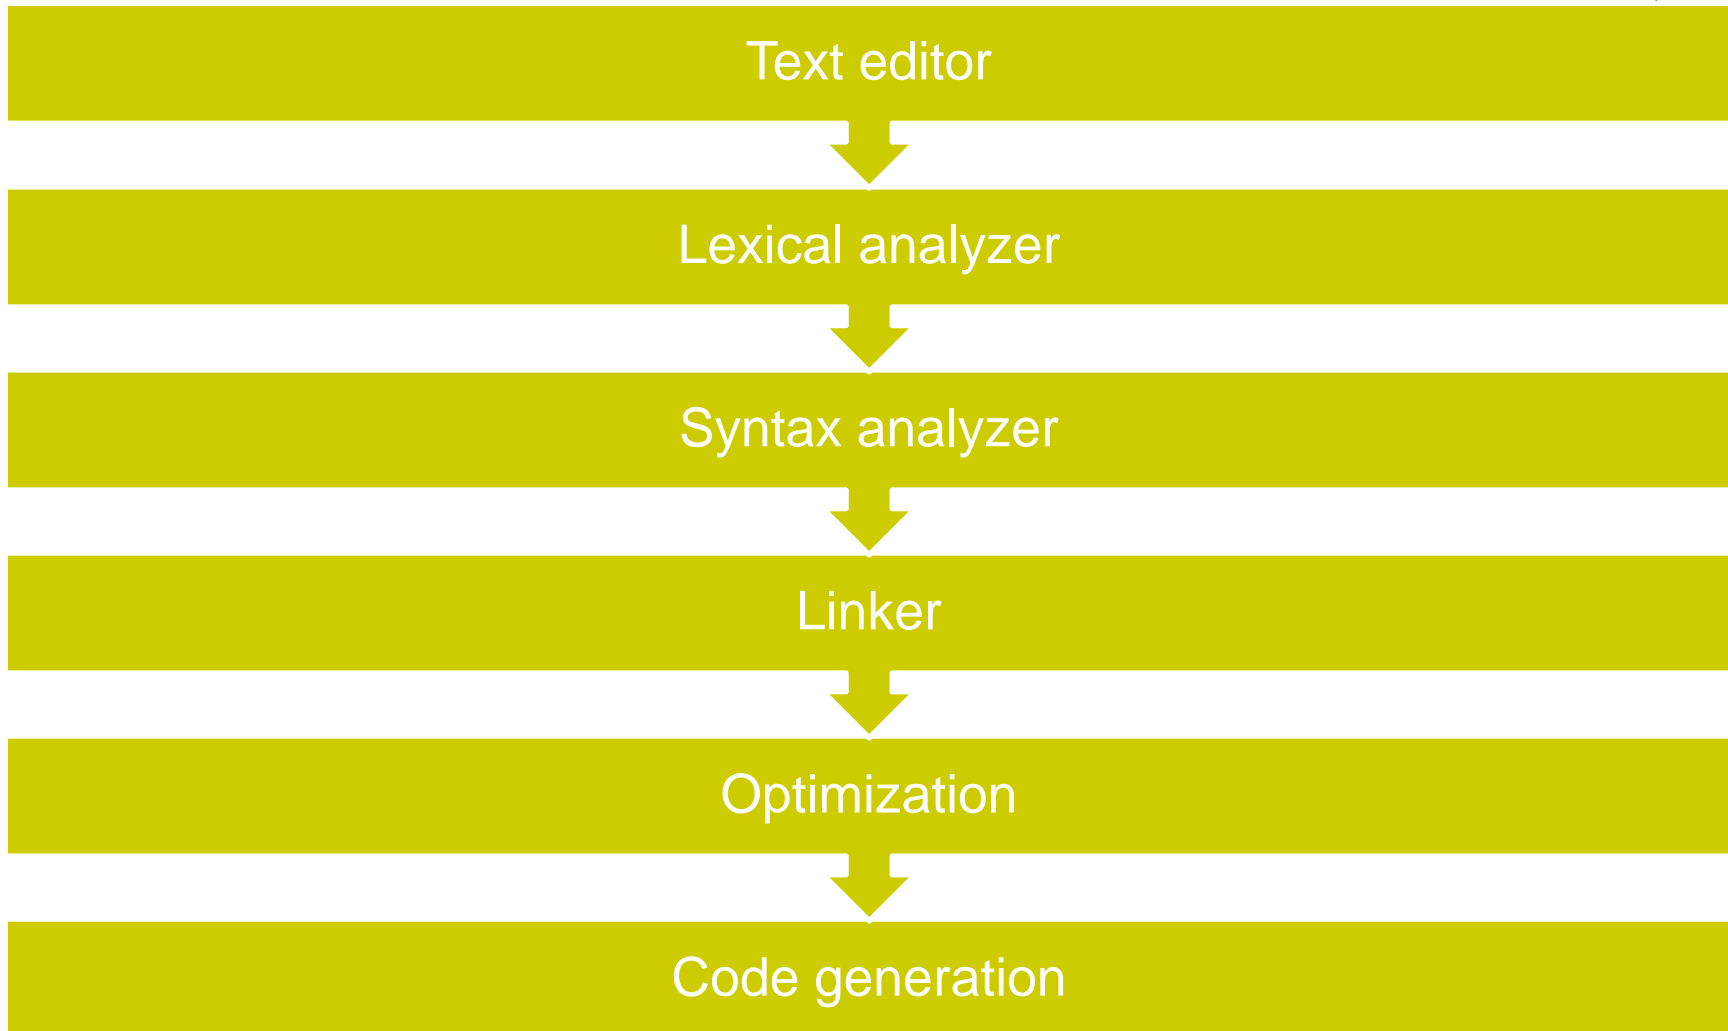 Text editor
Lexical analyzer
Syntax analyzer
Linker
Optimization
Code generation